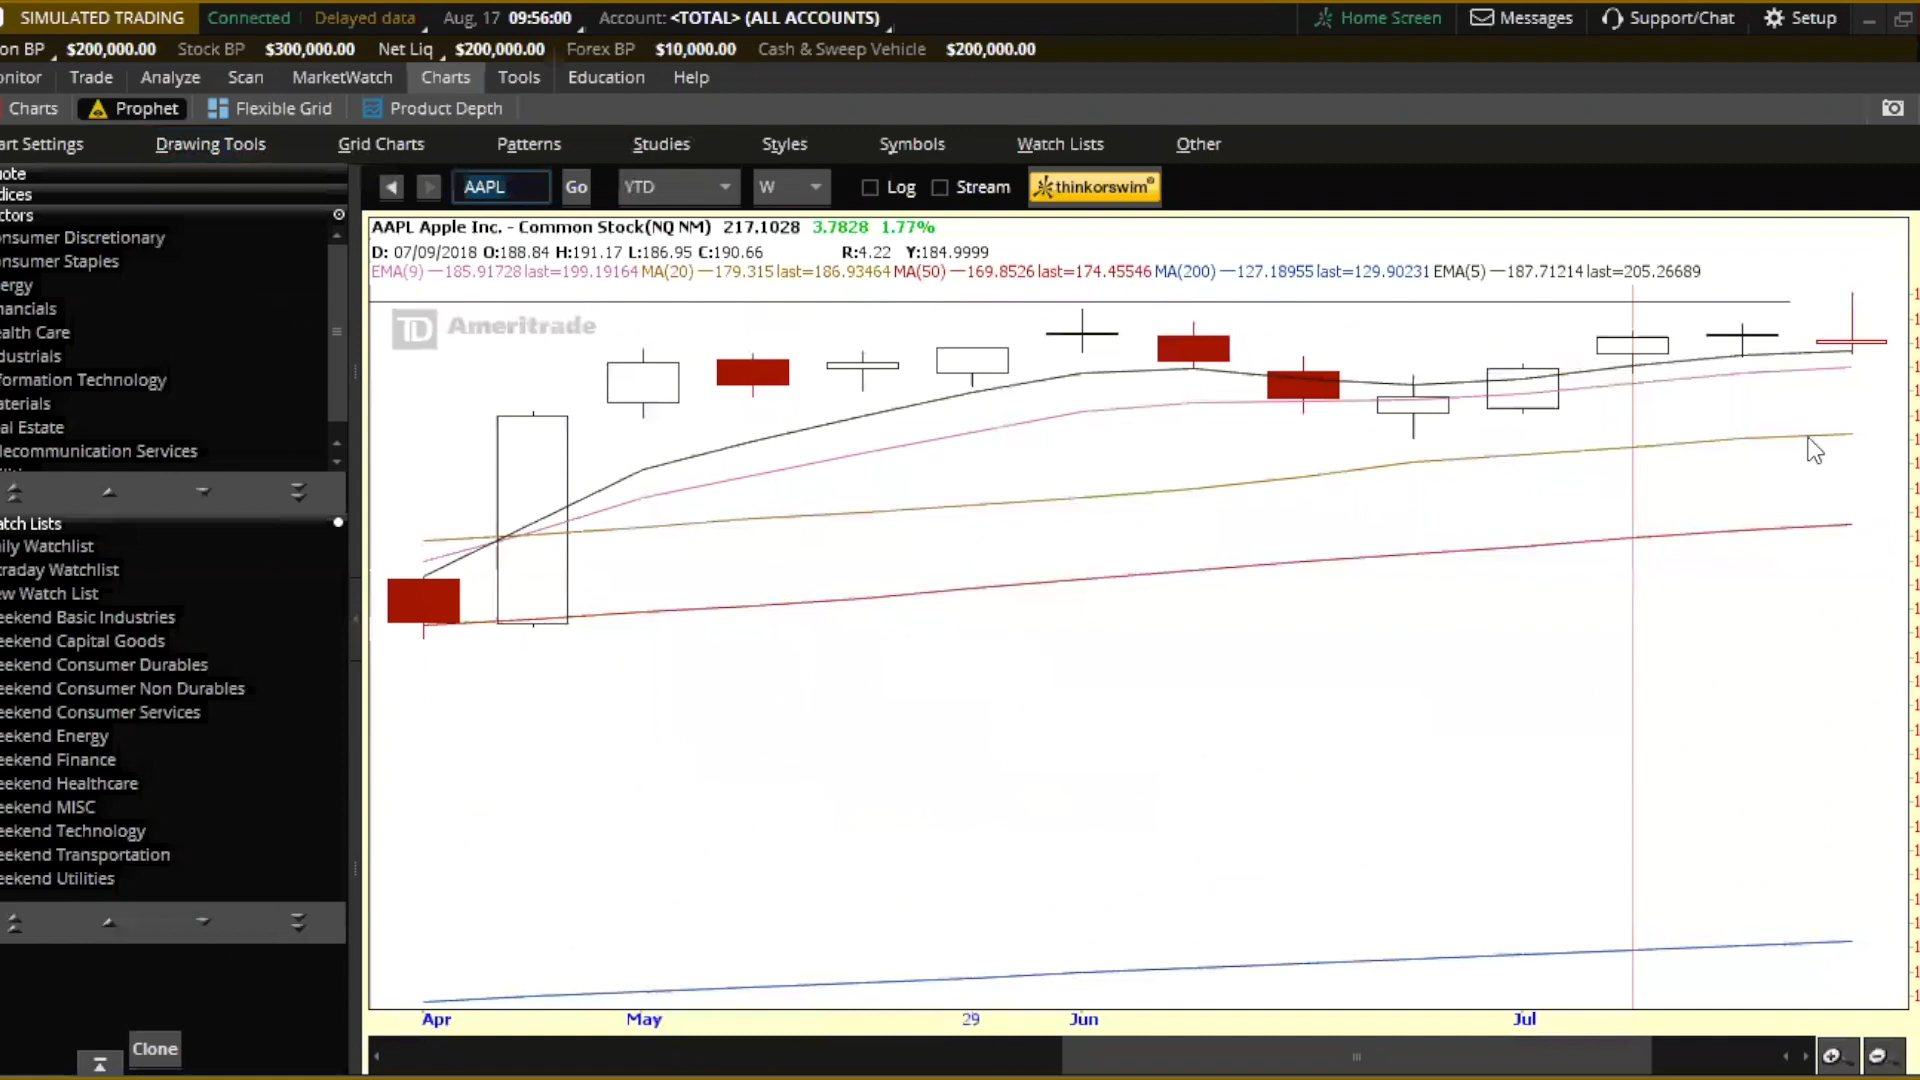 SIMULATED TRADING Connected Delayed data Aug, 17 09:56:00 Account: <TOTAL> (ALL ACCOUNTS) Home Screen Messages Support/Chat Setup
on BP $200,000.00 Stock BP $300,000.00 Net Liq $200,000.00 Forex BP $10,000.00 Cash & Sweep Vehicle $200,000.00
onitor Trade Analyze Scan MarketWatch Charts Tools Education Help
Charts Prophet Flexible Grid Product Depth
art Settings Drawing Tools Grid Charts Patterns Studies Styles Symbols Watch Lists Other
AAPL Go YTD W Log Stream thinkorswim
uote
dices
ctors
onsumer Discretionary
onsumer Staples
ergy
nancials
ealth Care
dustrials
formation Technology
aterials
al Estate
lecommunication Services
atch Lists
aily Watchlist
traday Watchlist
ew Watch List
eekend Basic Industries
eekend Capital Goods
eekend Consumer Durables
eekend Consumer Non Durables
eekend Consumer Services
eekend Energy
eekend Finance
eekend Healthcare
eekend MISC
eekend Technology
eekend Transportation
eekend Utilities
Clone
AAPL Apple Inc. - Common Stock(NQ NM) 217.1028 3.7828 1.77%
D: 07/09/2018 O:188.84 H:191.17 L:186.95 C:190.66 R:4.22 Y:184.9999
EMA(9) —185.91728 last=199.19164 MA(20) —179.315 last=186.93464 MA(50) —169.8526 last=174.45546 MA(200) —127.18955 last=129.90231 EMA(5) —187.71214 last=205.26689
TD Ameritrade
Apr May 29 Jun Jul